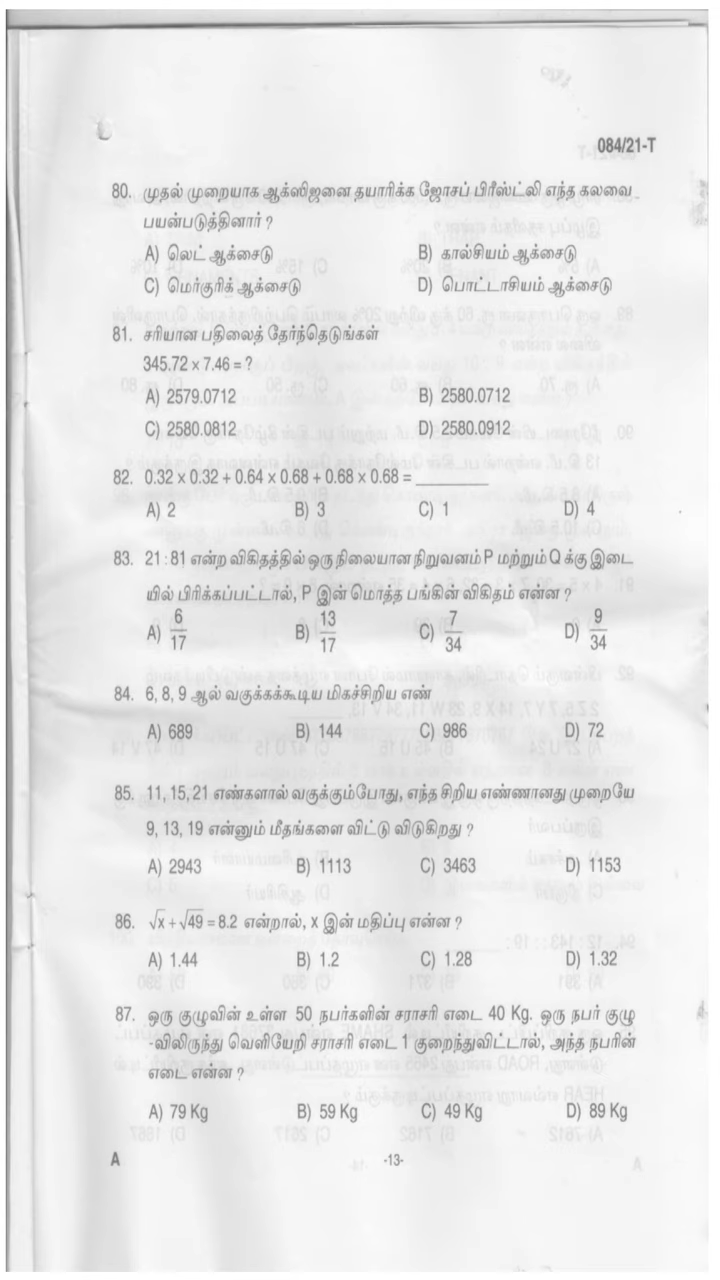 084/21-T
80. முதல் முறையாக ஆக்ஸிஜனை தயாரிக்க ஜோசப் பிரீஸ்ட்லி எந்த கலவை
பயன்படுத்தினார் ?
A) லெட் ஆக்சைடு B) கால்சியம் ஆக்சைடு
C) மெர்குரிக் ஆக்சைடு D) பொட்டாசியம் ஆக்சைடு
81. சரியான பதிலைத் தேர்ந்தெடுங்கள்
345.72 x 7.46 = ?
A) 2579.0712 B) 2580.0712
C) 2580.0812 D) 2580.0912
82. 0.32 x 0.32 + 0.64 x 0.68 + 0.68 x 0.68 = ________
A) 2 B) 3 C) 1 D) 4
83. 21 : 81 என்ற விகிதத்தில் ஒரு நிலையான நிறுவனம் P மற்றும் Q க்கு இடை
யில் பிரிக்கப்பட்டால், P இன் மொத்த பங்கின் விகிதம் என்ன ?
A) 6/17 B) 13/17 C) 7/34 D) 9/34
84. 6, 8, 9 ஆல் வகுக்கக்கூடிய மிகச்சிறிய எண்
A) 689 B) 144 C) 986 D) 72
85. 11, 15, 21 எண்களால் வகுக்கும்போது, எந்த சிறிய எண்ணானது முறையே
9, 13, 19 என்னும் மீதங்களை விட்டு விடுகிறது ?
A) 2943 B) 1113 C) 3463 D) 1153
86. √x + √49 = 8.2 என்றால், x இன் மதிப்பு என்ன ?
A) 1.44 B) 1.2 C) 1.28 D) 1.32
87. ஒரு குழுவின் உள்ள 50 நபர்களின் சராசரி எடை 40 Kg. ஒரு நபர் குழு
-விலிருந்து வெளியேறி சராசரி எடை 1 குறைந்துவிட்டால், அந்த நபரின்
எடை என்ன ?
A) 79 Kg B) 59 Kg C) 49 Kg D) 89 Kg
A -13-